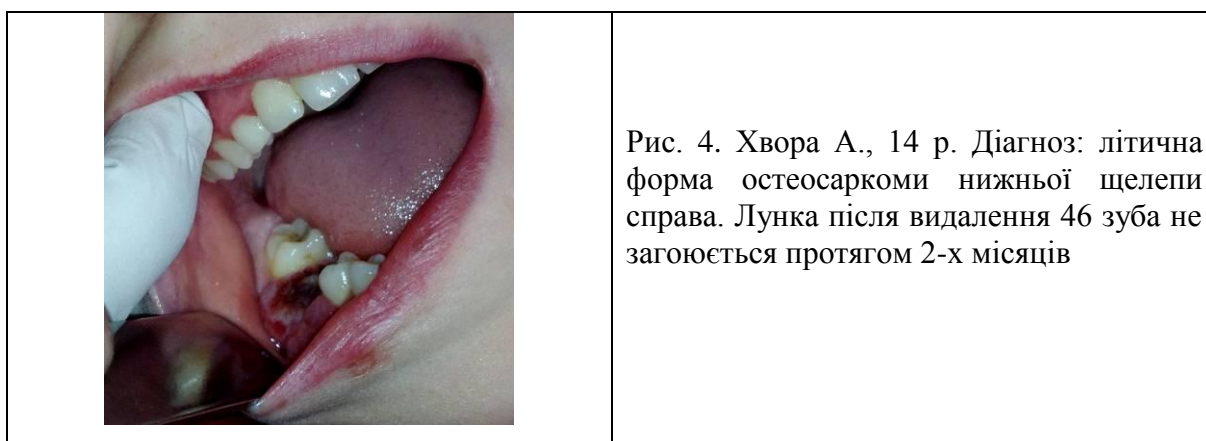 Рис. 4. Хвора А., 14 р. Діагноз: літична
форма остеосаркоми нижньої щелепи
справа. Лунка після видалення 46 зуба не
загоюється протягом 2-х місяців